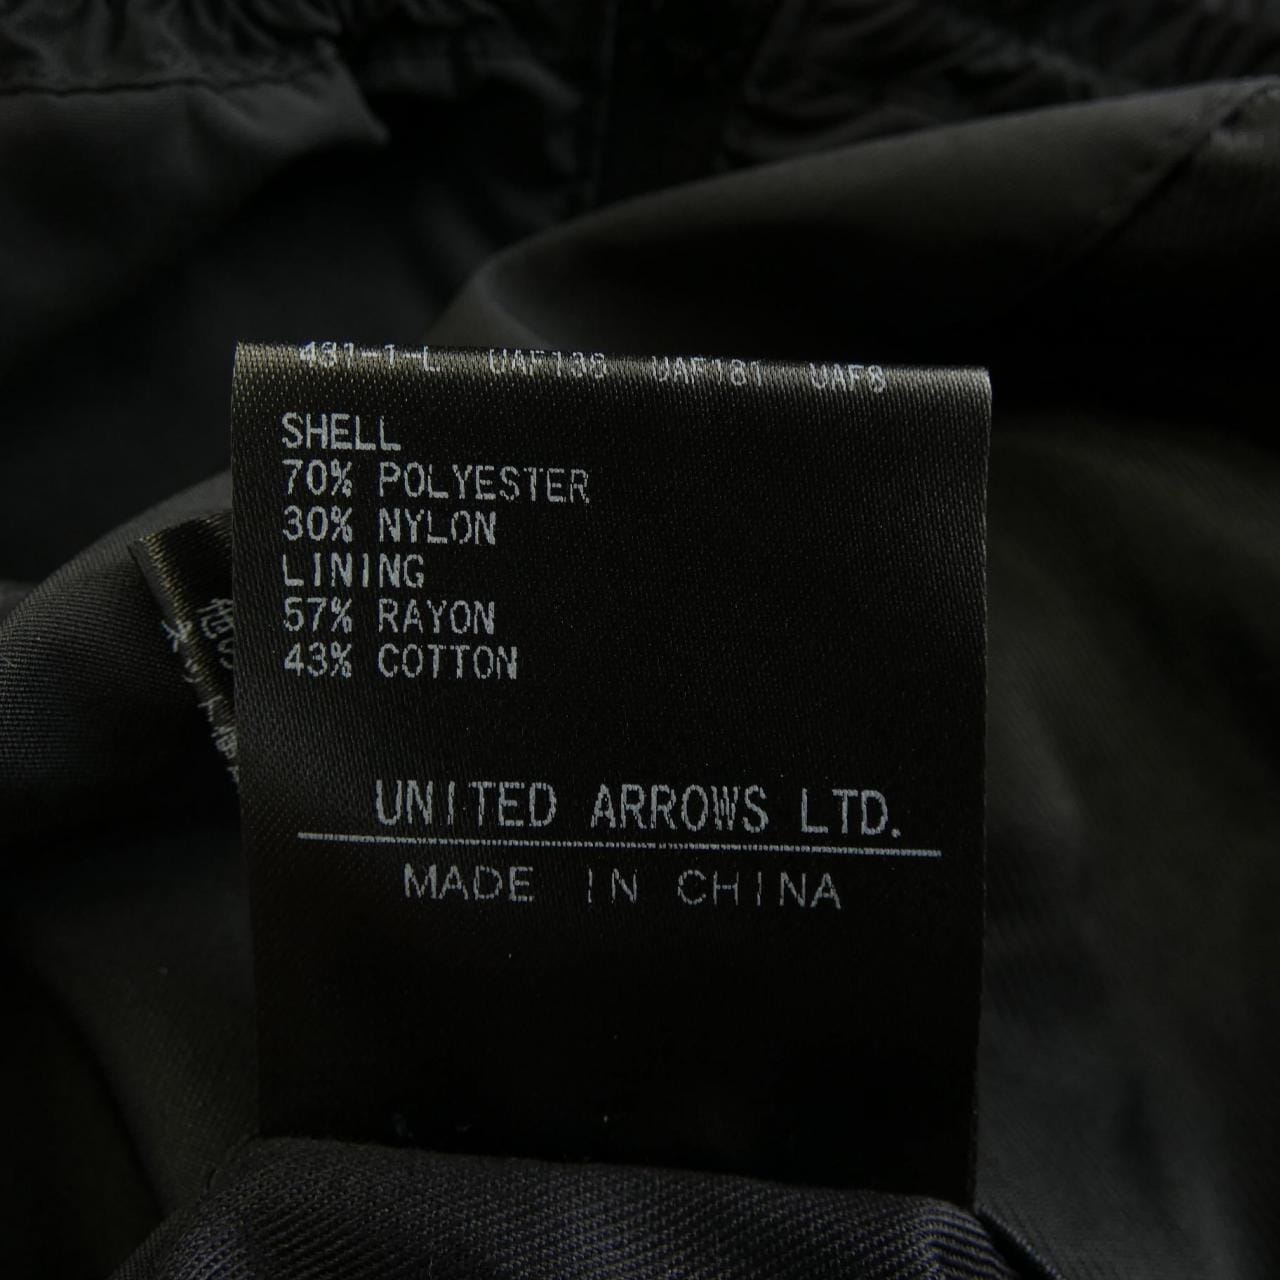 SHELL
70% POLYESTER
30% NYLON
LINING
57% RAYON
43% COTTON
UNITED ARROWS LTD.
MADE IN CHINA